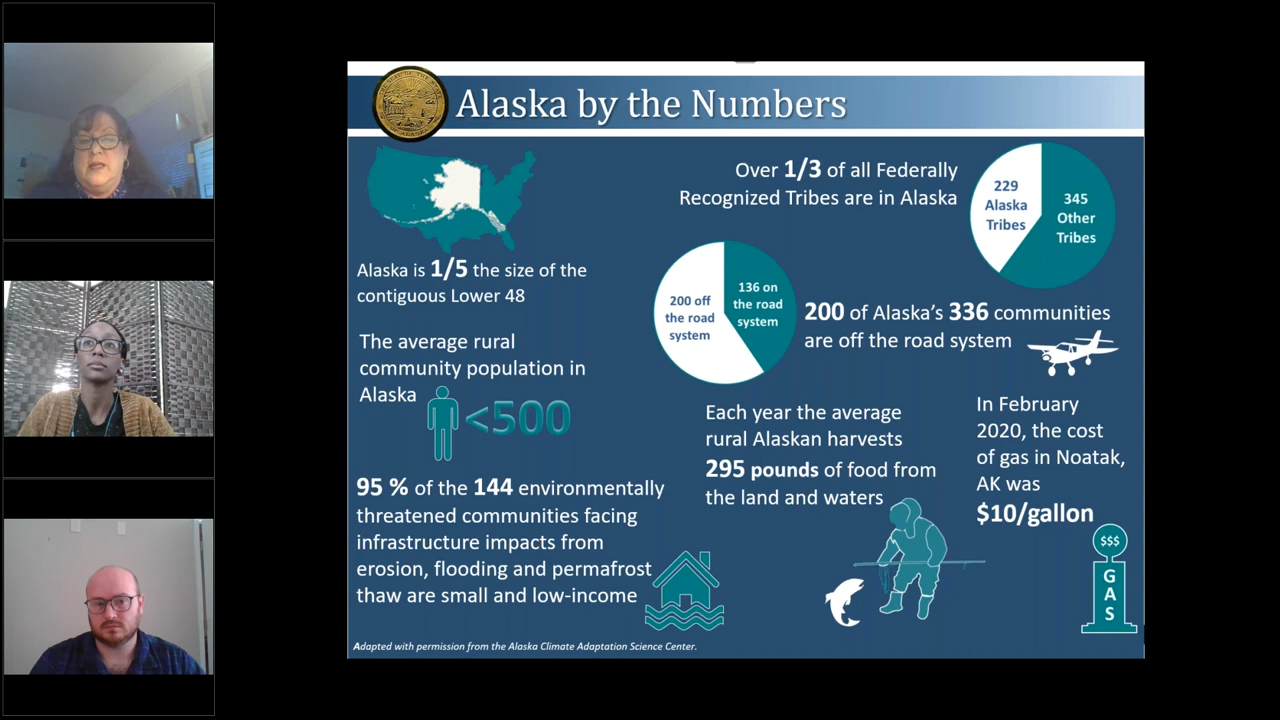 Alaska by the Numbers
Alaska is 1/5 the size of the
contiguous Lower 48
The average rural
community population in
Alaska
<500
95 % of the 144 environmentally
threatened communities facing
infrastructure impacts from
erosion, flooding and permafrost
thaw are small and low-income
Over 1/3 of all Federally
Recognized Tribes are in Alaska
229
Alaska
Tribes
345
Other
Tribes
200 off
the road
system
136 on
the road
system
200 of Alaska's 336 communities
are off the road system
Each year the average
rural Alaskan harvests
295 pounds of food from
the land and waters
In February
2020, the cost
of gas in Noatak,
AK was
$10/gallon
$$$
G
A
S
Adapted with permission from the Alaska Climate Adaptation Science Center.